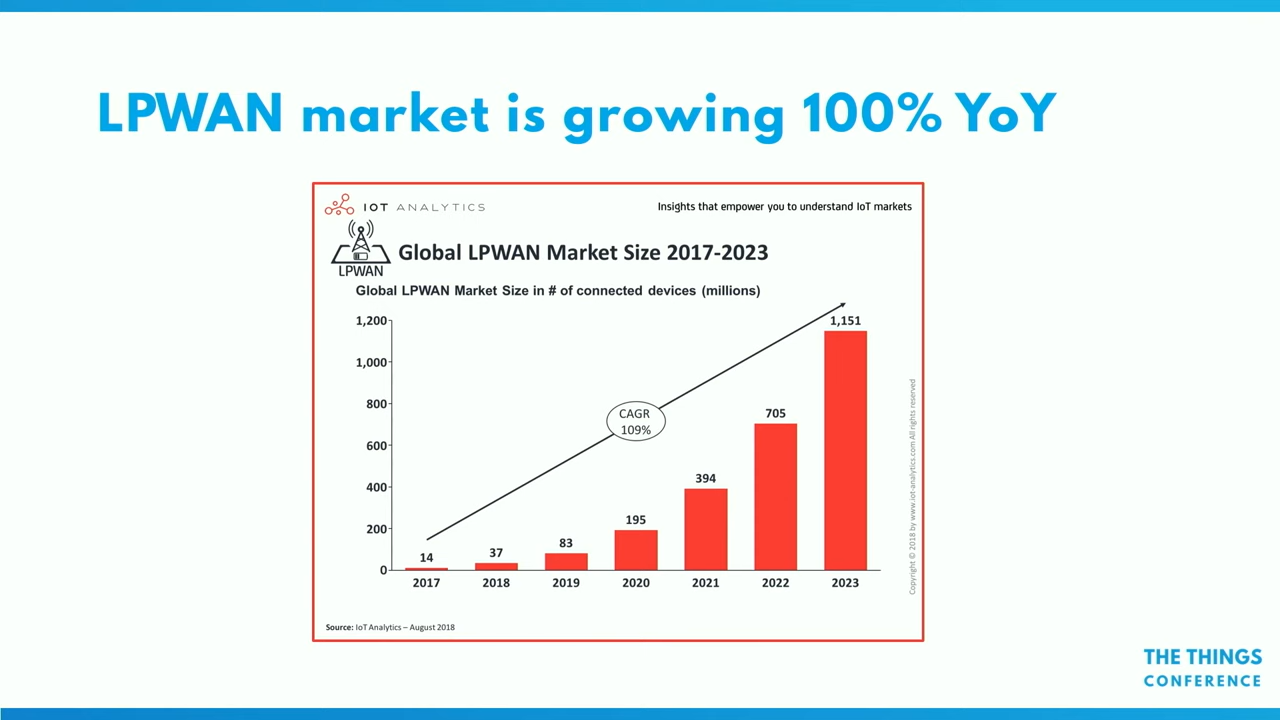 LPWAN market is growing 100% YoY
IOT ANALYTICS
Insights that empower you to understand IoT markets
LPWAN
Global LPWAN Market Size 2017-2023
Global LPWAN Market Size in # of connected devices (millions)
1,200
1,000
800
600
400
200
0
CAGR
109%
14
37
83
195
394
705
1,151
2017
2018
2019
2020
2021
2022
2023
Copyright © 2018 by www.iot-analytics.com All rights reserved
Source: IoT Analytics – August 2018
THE THINGS
CONFERENCE